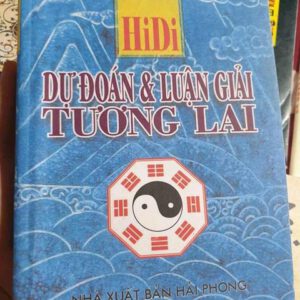 HiDi
DỰ ĐOÁN & LUẬN GIẢI
TƯƠNG LAI
NHÀ XUẤT BẢN HẢI PHÒNG